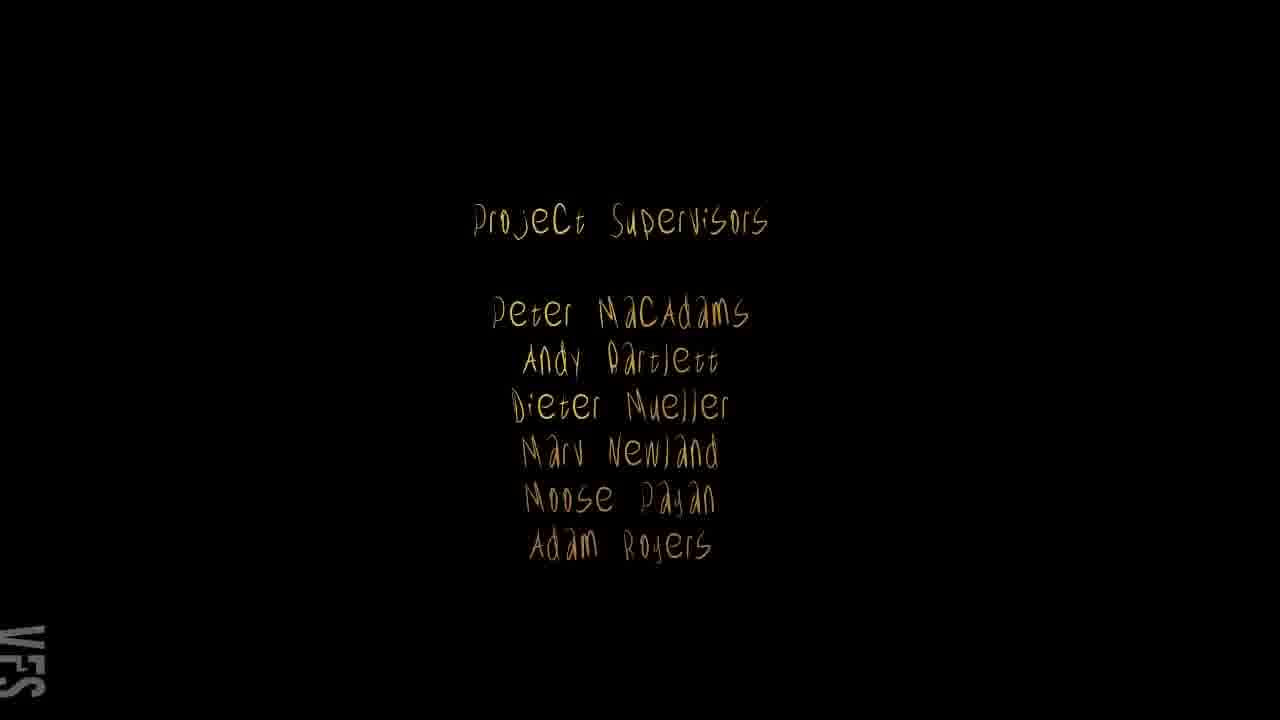 Project Supervisors
Peter MacAdams
Andy Bartlett
Dieter Mueller
Marv Newland
Moose Pagan
Adam Rogers
VFS